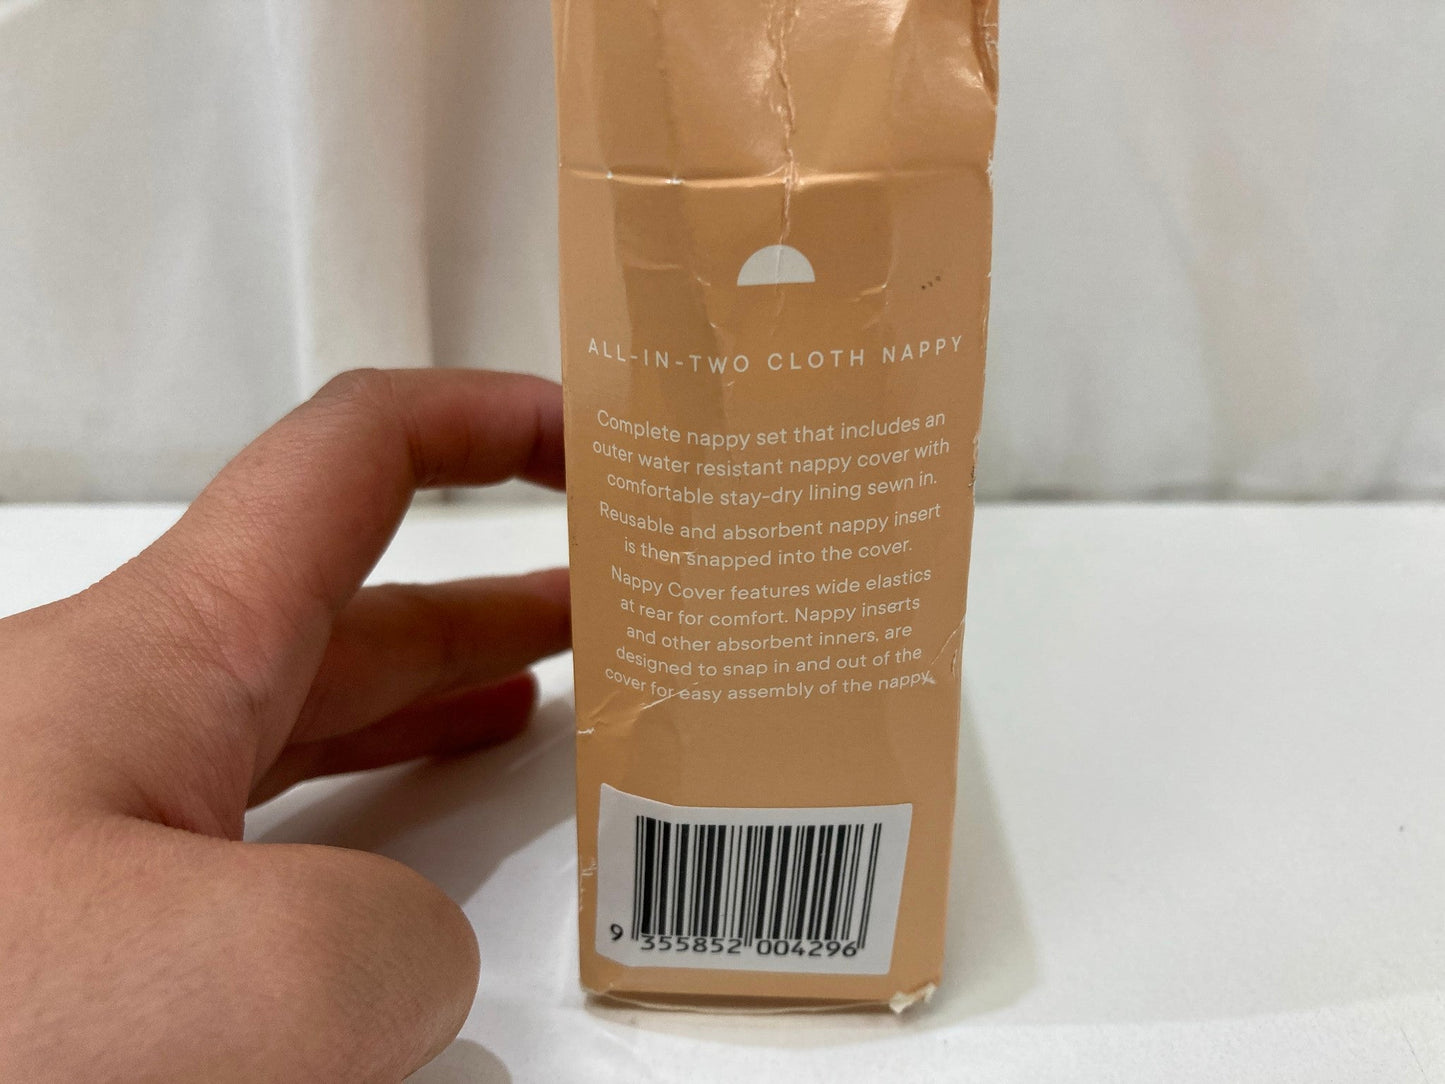 ALL-IN-TWO CLOTH NAPPY
Complete nappy set that includes an
outer water resistant nappy cover with
comfortable stay-dry lining sewn in.
Reusable and absorbent nappy insert
is then snapped into the cover.
Nappy Cover features wide elastics
at rear for comfort. Nappy inserts
and other absorbent inners, are
designed to snap in and out of the
cover for easy assembly of the nappy.
9 355852 004296